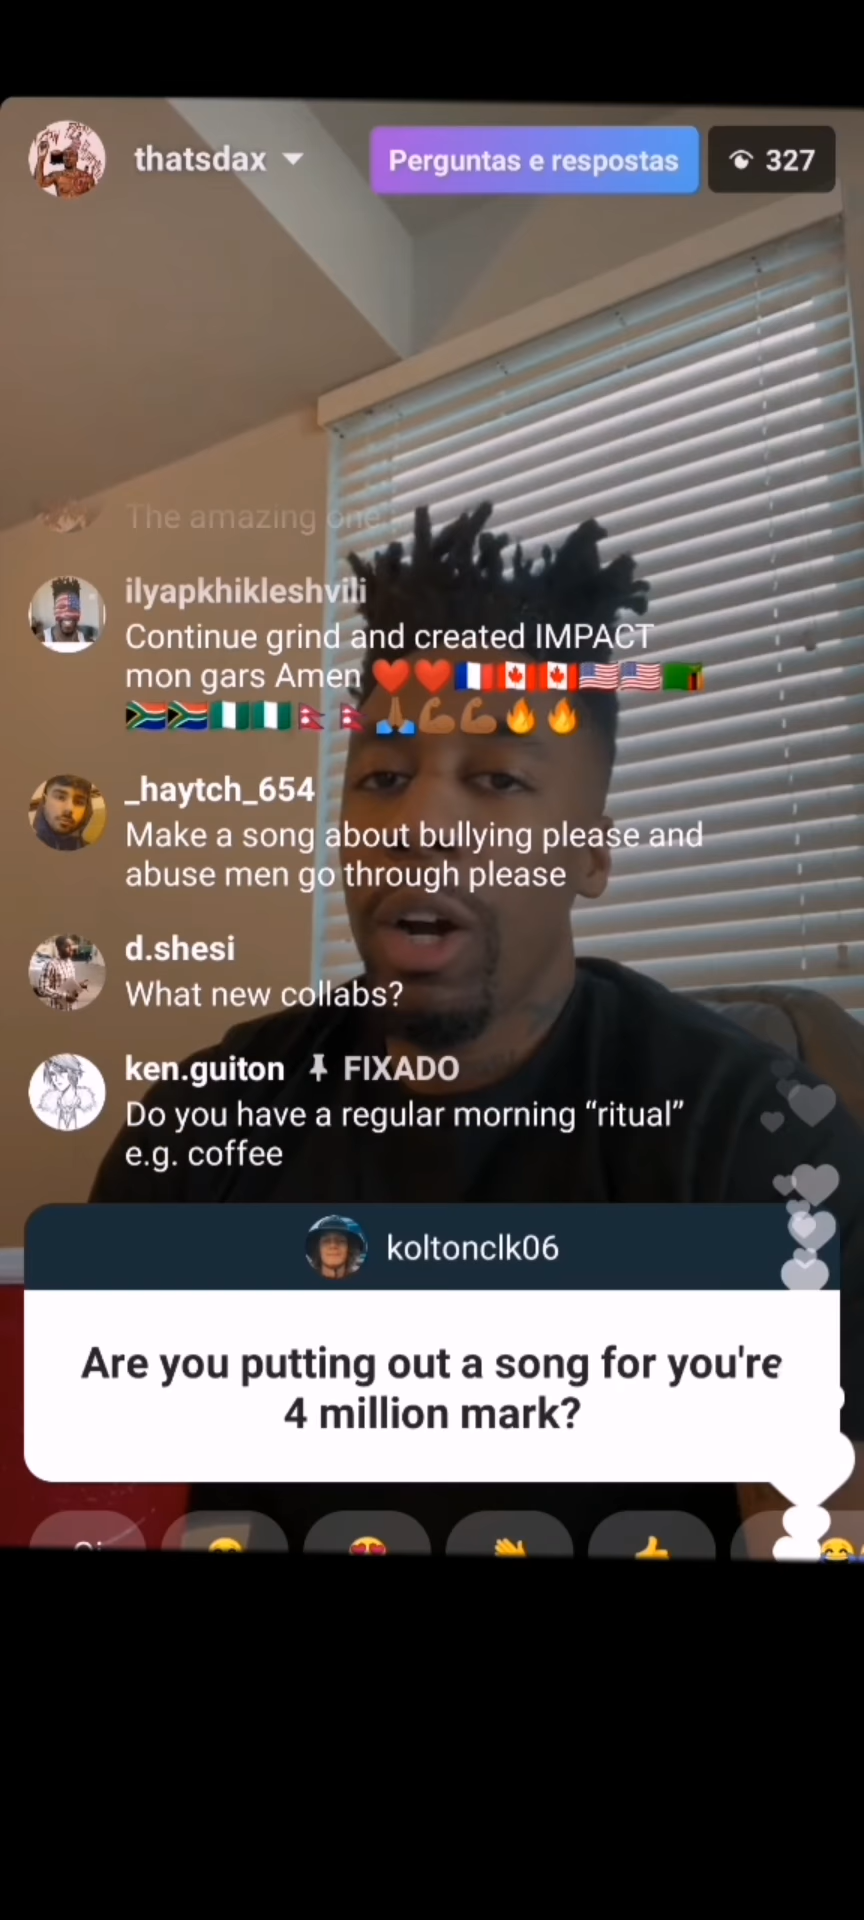 thatsdax
Perguntas e respostas
327
The amazing one
ilyapkhikleshvili
Continue grind and created IMPACT
mon gars Amen ❤️❤️🇫🇷🇨🇦🇨🇦🇺🇸🇺🇸🇿🇲
🇿🇦🇿🇦🇳🇬🇳🇬🇳🇵🇳🇵🙏🏾💪🏾💪🏾🔥🔥
_haytch_654
Make a song about bullying please and
abuse men go through please
d.shesi
What new collabs?
ken.guiton FIXADO
Do you have a regular morning “ritual”
e.g. coffee
koltonclk06
Are you putting out a song for you're
4 million mark?